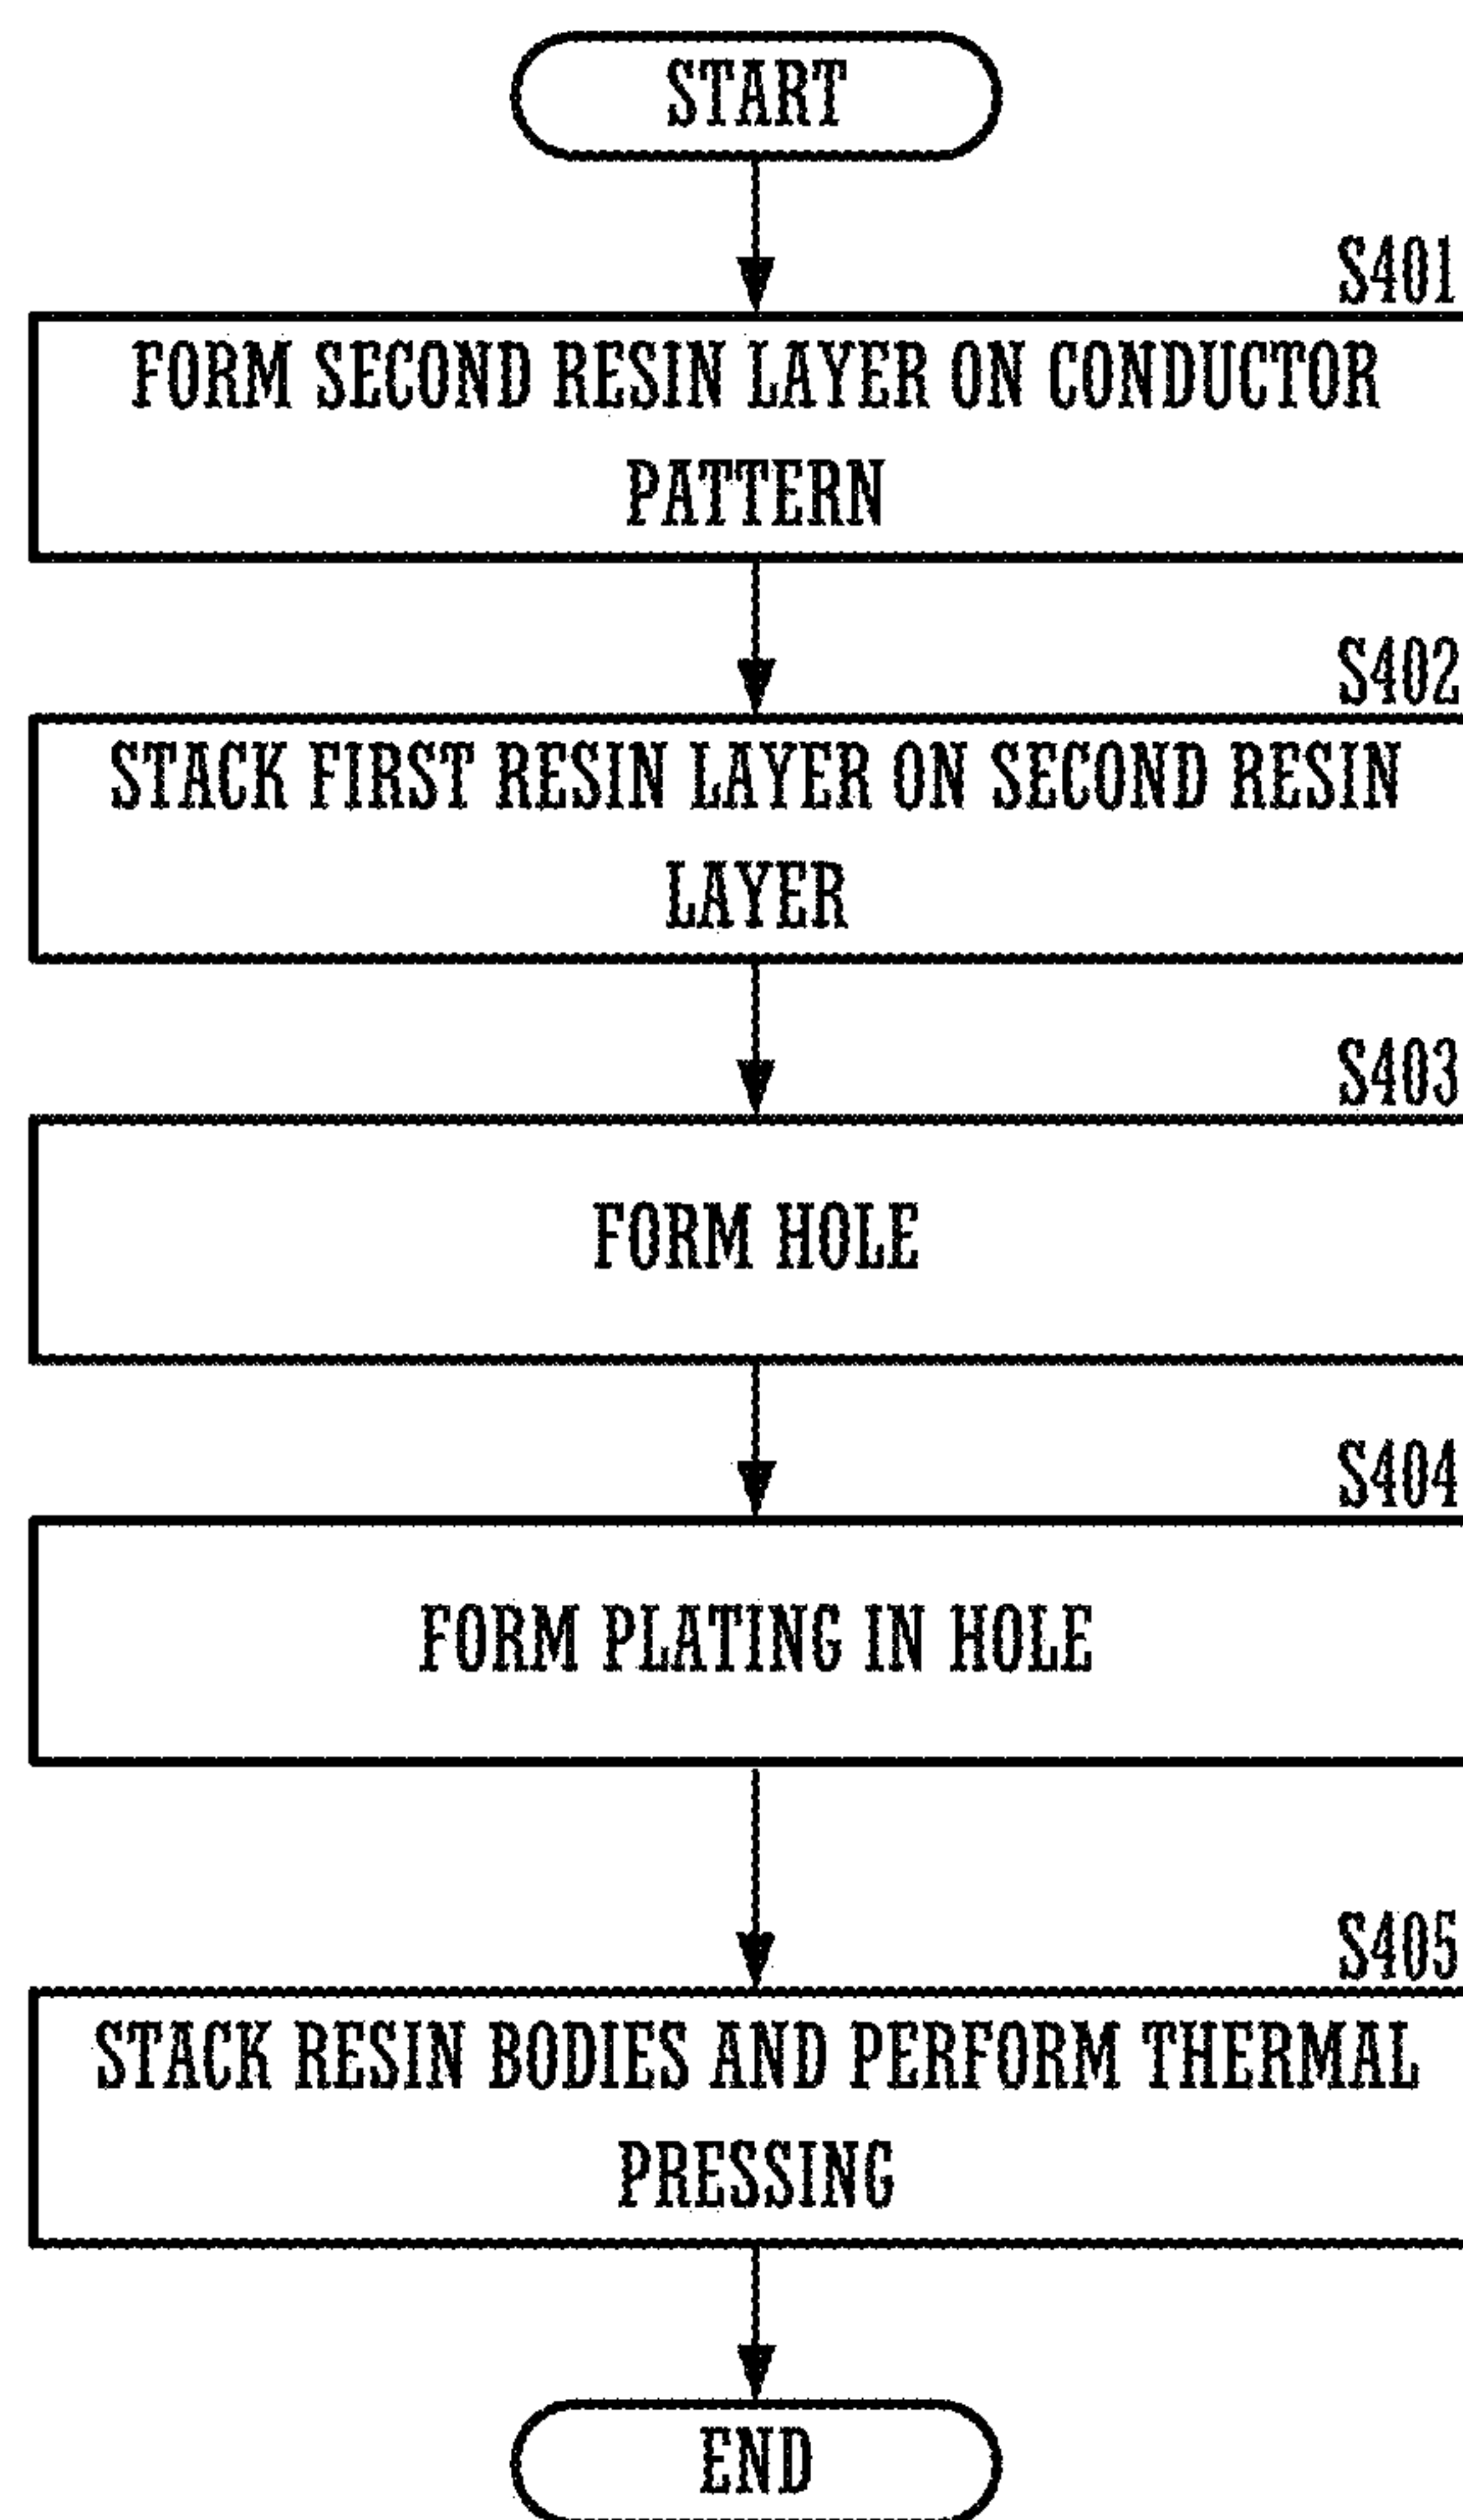 START
S401
FORM SECOND RESIN LAYER ON CONDUCTOR
PATTERN
S402
STACK FIRST RESIN LAYER ON SECOND RESIN
LAYER
S403
FORM HOLE
S404
FORM PLATING IN HOLE
S405
STACK RESIN BODIES AND PERFORM THERMAL
PRESSING
END